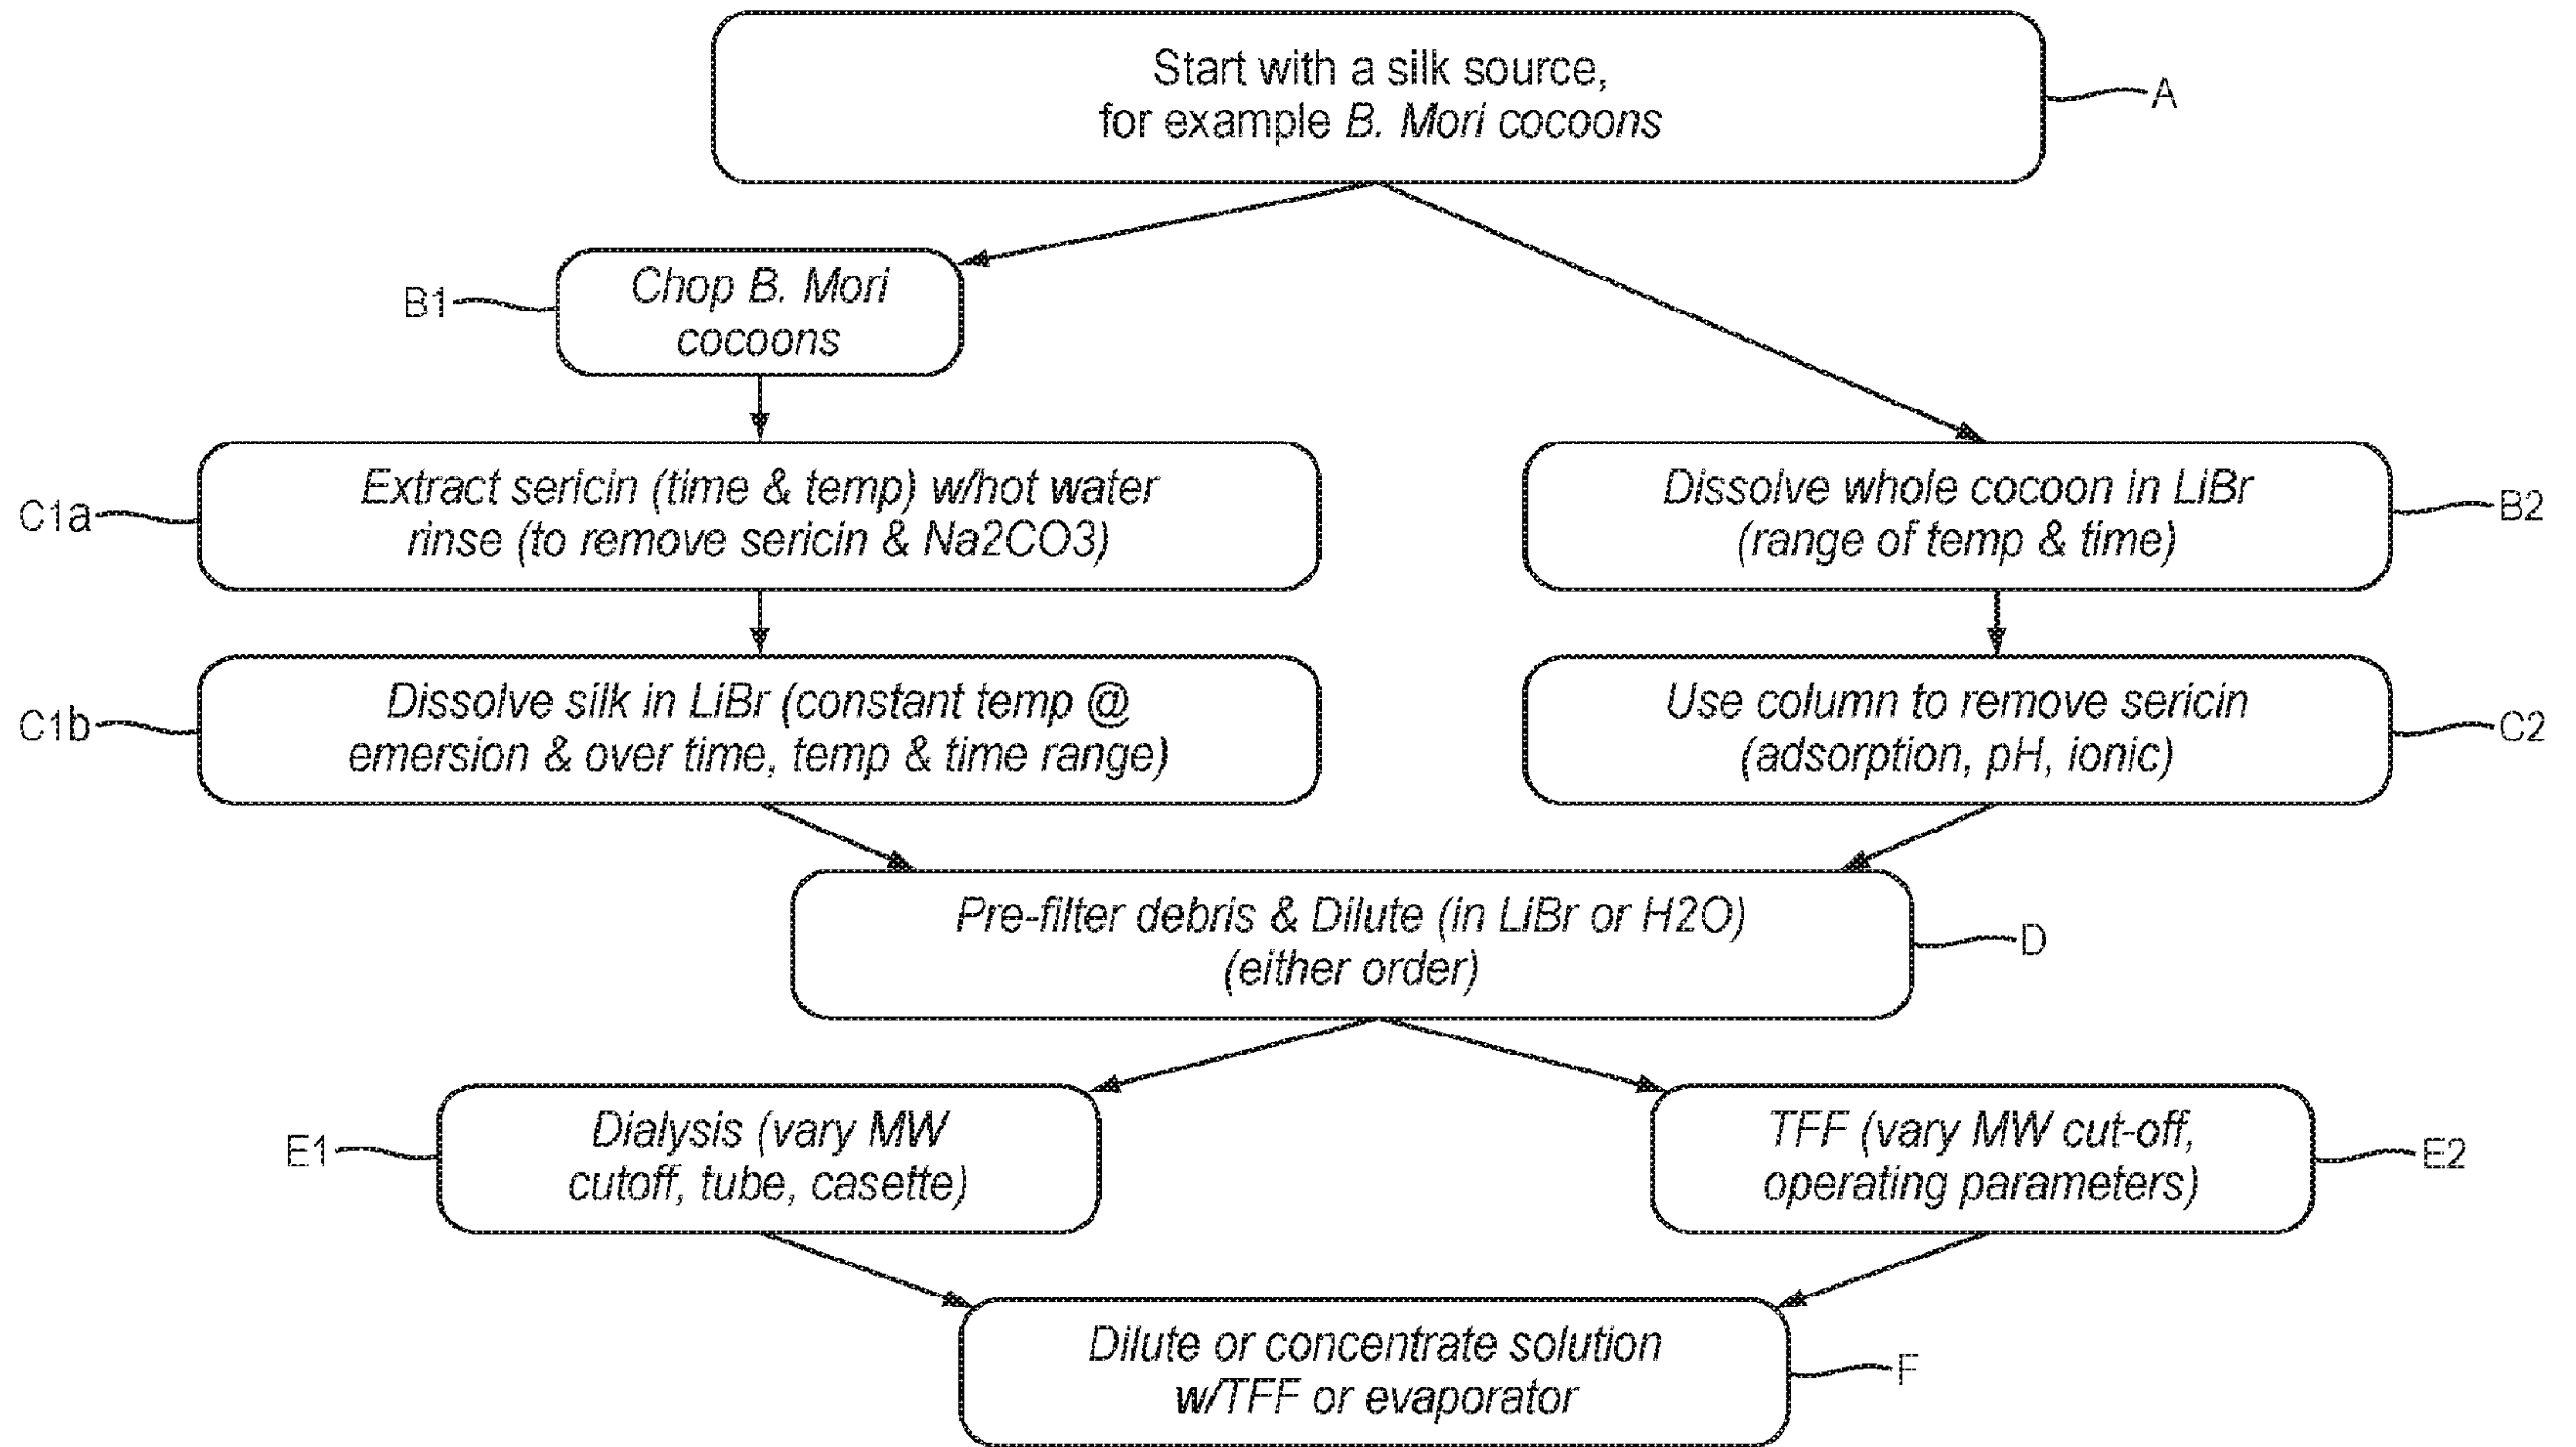 Start with a silk source,
for example B. Mori cocoons
A
B1
Chop B. Mori
cocoons
C1a
Extract sericin (time & temp) w/hot water
rinse (to remove sericin & Na2CO3)
Dissolve whole cocoon in LiBr
(range of temp & time)
B2
C1b
Dissolve silk in LiBr (constant temp @
emersion & over time, temp & time range)
Use column to remove sericin
(adsorption, pH, ionic)
C2
Pre-filter debris & Dilute (in LiBr or H2O)
(either order)
D
E1
Dialysis (vary MW
cutoff, tube, casette)
TFF (vary MW cut-off,
operating parameters)
E2
Dilute or concentrate solution
w/TFF or evaporator
F